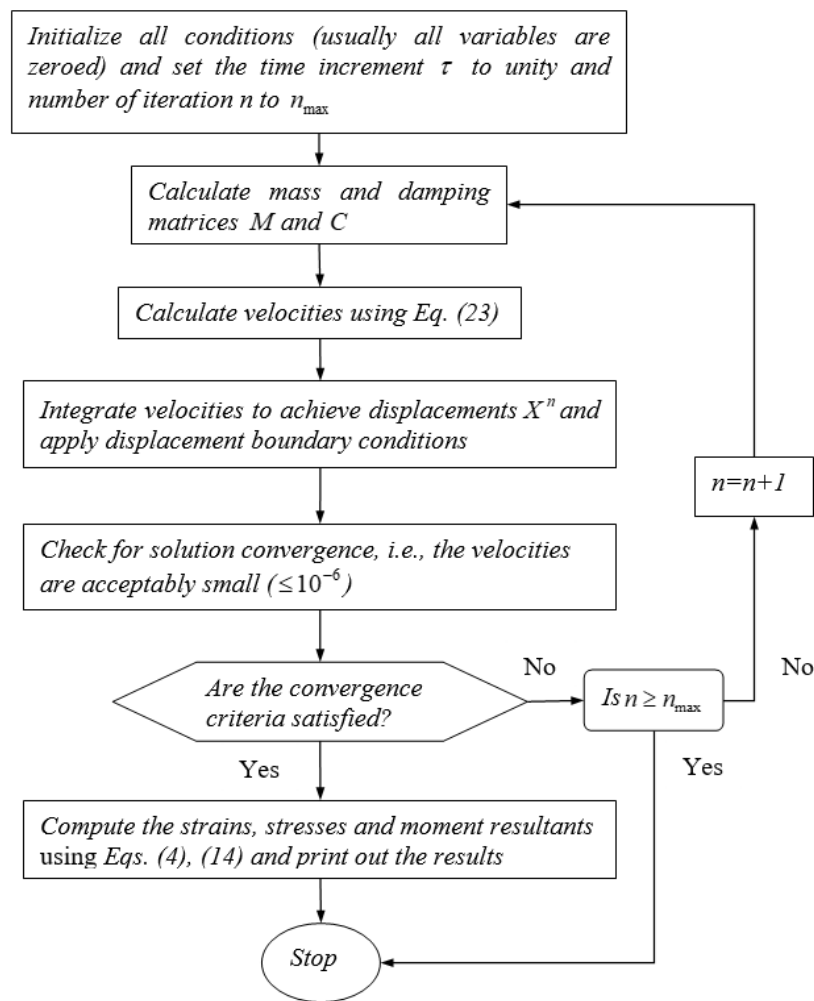 Initialize all conditions (usually all variables are
zeroed) and set the time increment τ to unity and
number of iteration n to n_max
Calculate mass and damping
matrices M and C
Calculate velocities using Eq. (23)
Integrate velocities to achieve displacements X^n and
apply displacement boundary conditions
n=n+1
Check for solution convergence, i.e., the velocities
are acceptably small (≤10^−6)
Are the convergence
criteria satisfied?
No
Is n ≥ n_max
No
Yes
Yes
Compute the strains, stresses and moment resultants
using Eqs. (4), (14) and print out the results
Stop